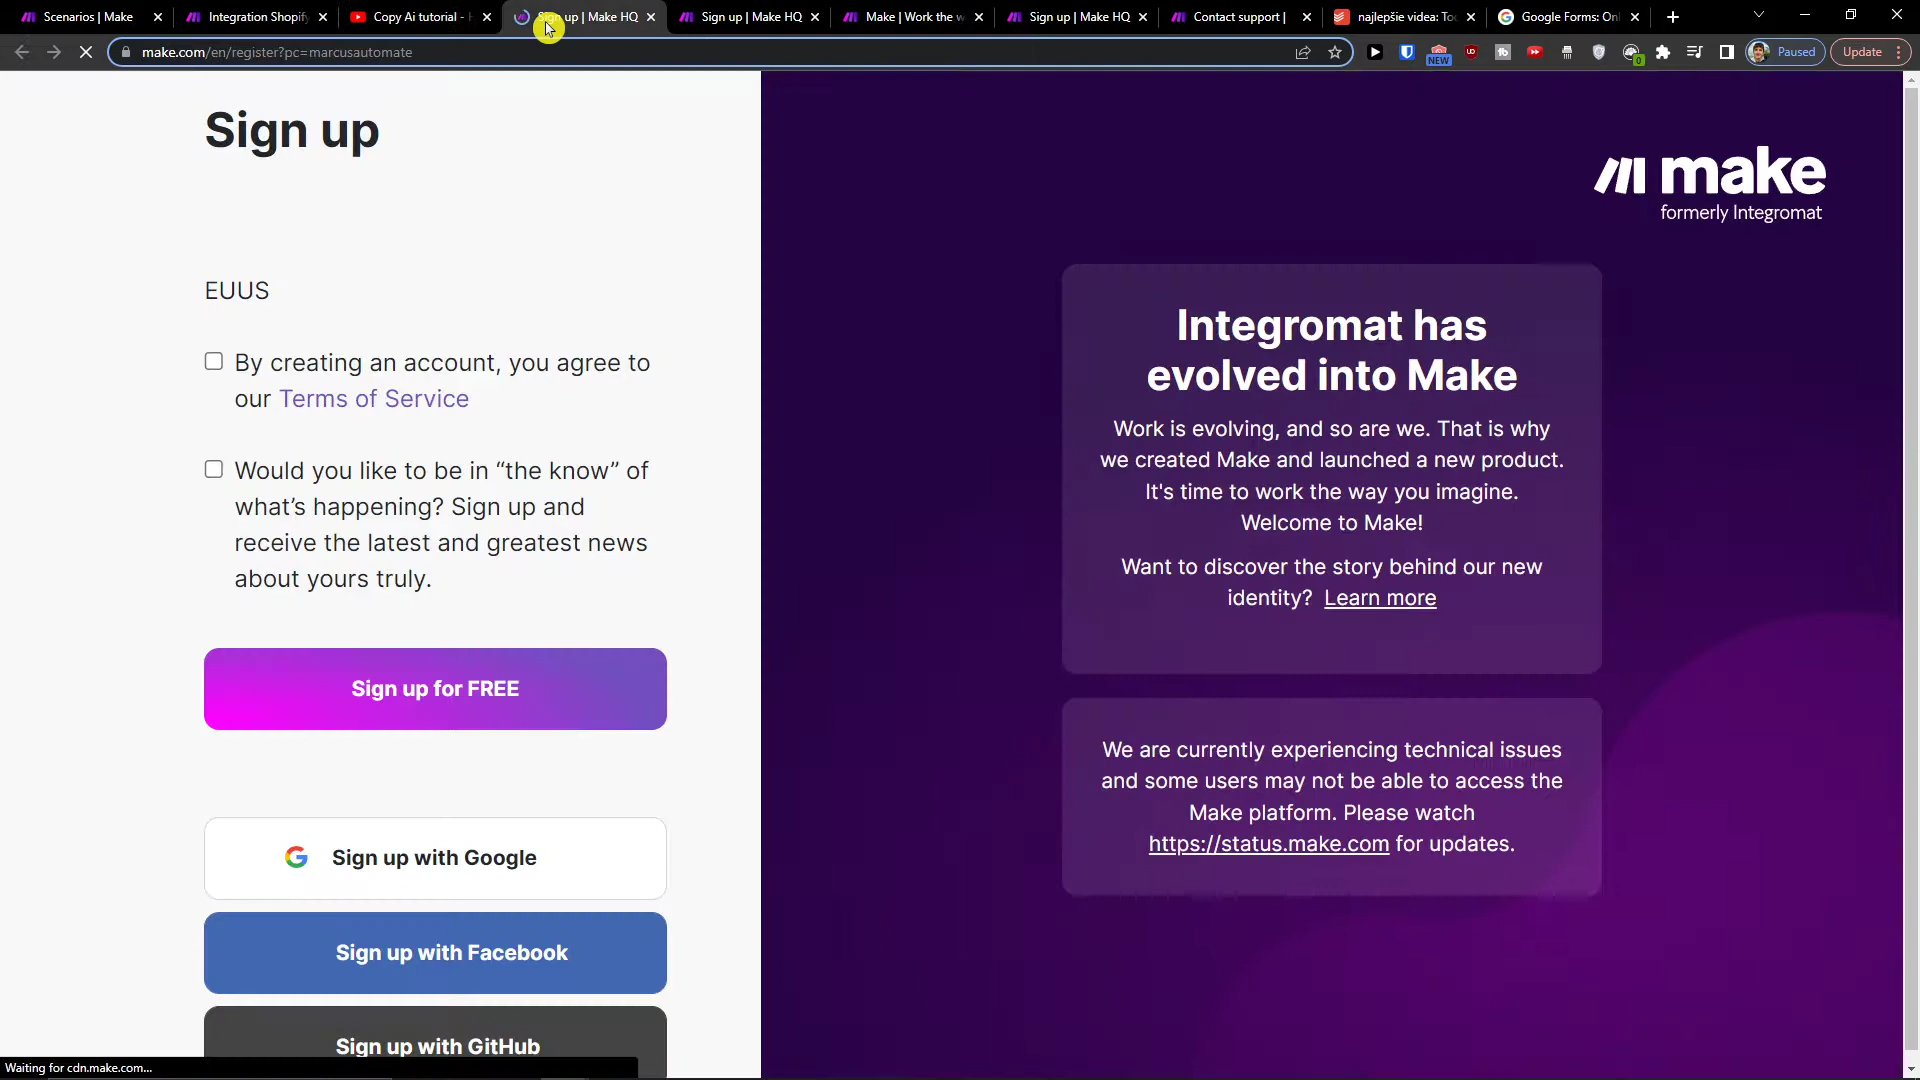 Scenarios | Make
Integration Shopify
Copy Ai tutorial - H
Sign up | Make HQ
Sign up | Make HQ
Make | Work the w
Sign up | Make HQ
Contact support |
najlepšie videa: To
Google Forms: Onl
make.com/en/register?pc=marcusautomate
NEW
0
Paused
Update
Sign up
EUUS
By creating an account, you agree to
our Terms of Service
Would you like to be in “the know” of
what’s happening? Sign up and
receive the latest and greatest news
about yours truly.
Sign up for FREE
Sign up with Google
Sign up with Facebook
Sign up with GitHub
make
formerly Integromat
Integromat has
evolved into Make
Work is evolving, and so are we. That is why
we created Make and launched a new product.
It's time to work the way you imagine.
Welcome to Make!
Want to discover the story behind our new
identity? Learn more
We are currently experiencing technical issues
and some users may not be able to access the
Make platform. Please watch
https://status.make.com for updates.
Waiting for cdn.make.com...